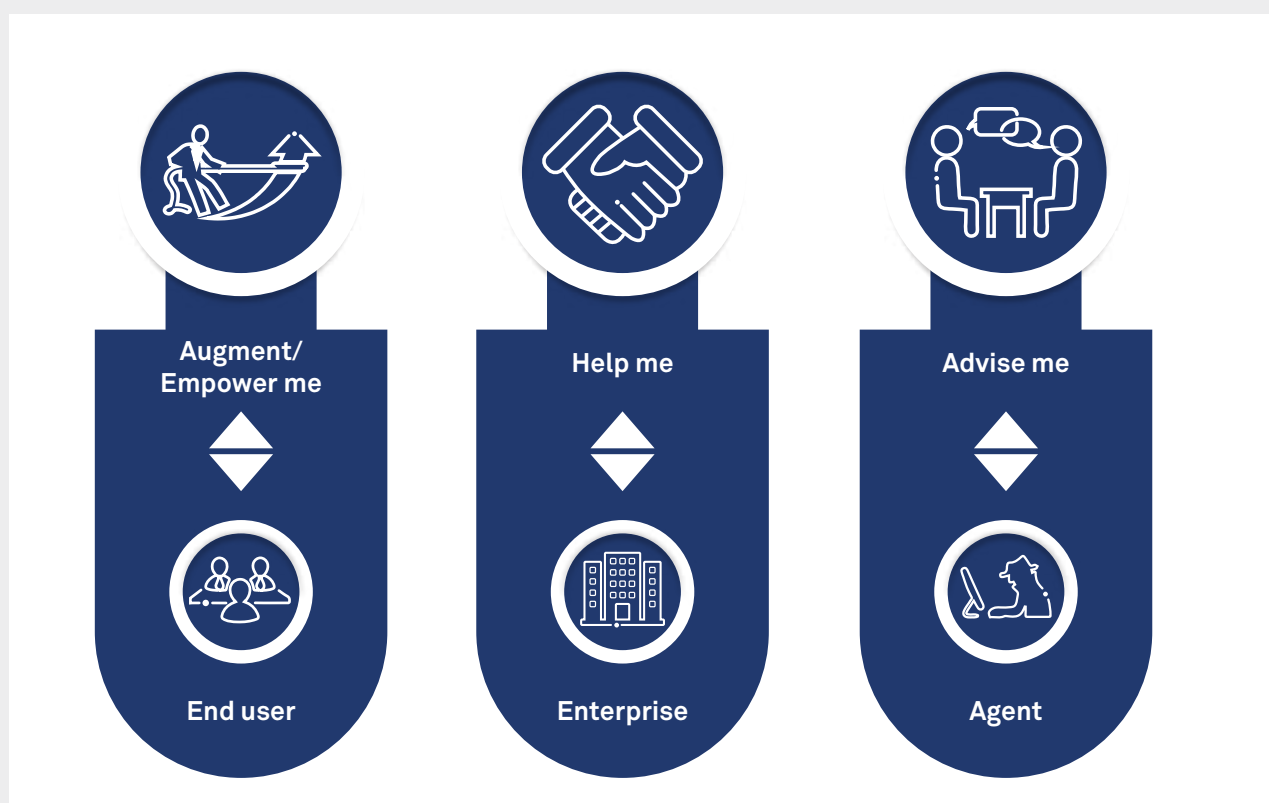 Augment/
Empower me
Help me
Advise me
End user
Enterprise
Agent